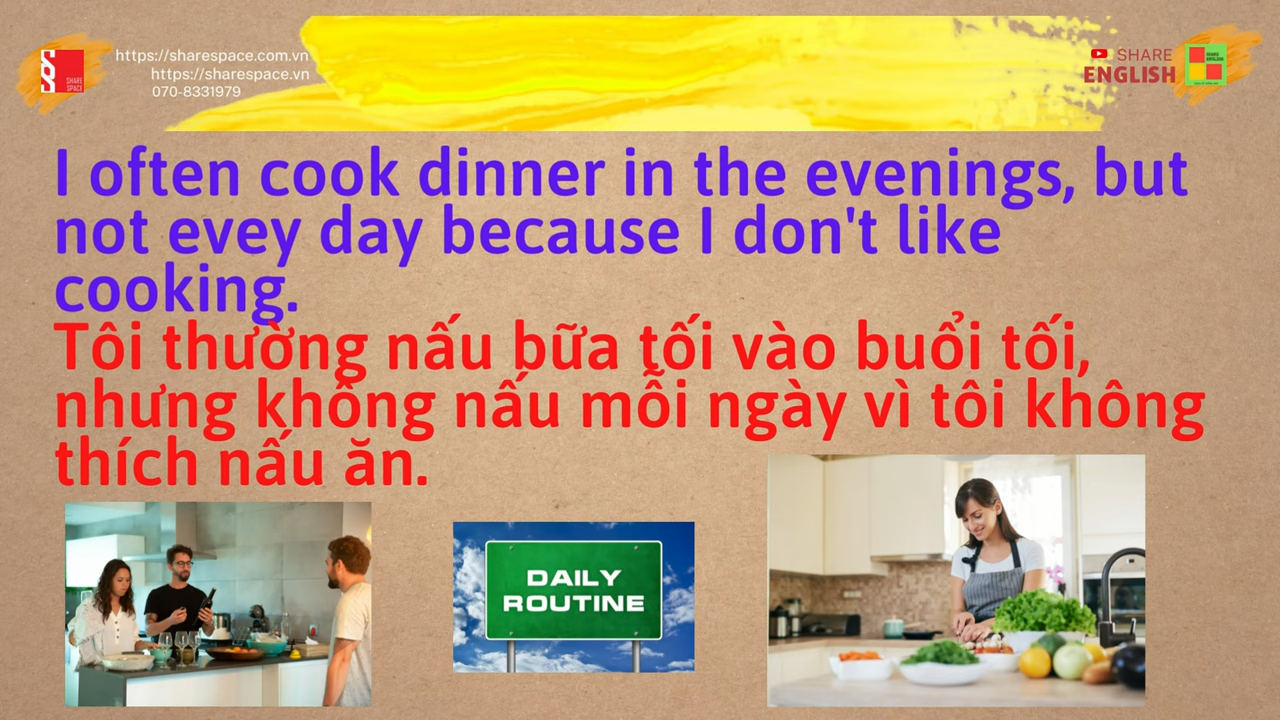 https://sharespace.com.vn
https://sharespace.vn
070-8331979
SHARE
SPACE
SHARE
ENGLISH
I often cook dinner in the evenings, but
not evey day because I don't like
cooking.
Tôi thường nấu bữa tối vào buổi tối,
nhưng không nấu mỗi ngày vì tôi không
thích nấu ăn.
DAILY
ROUTINE